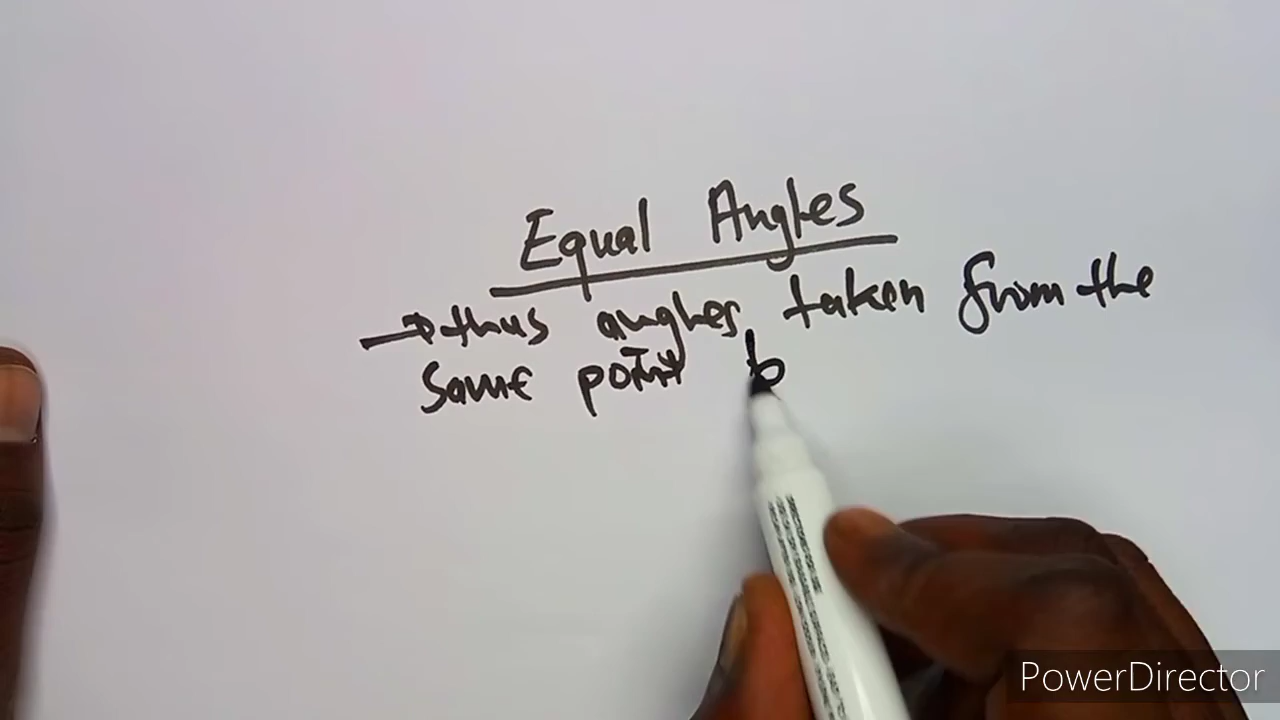 Equal Angles
→ thus angles, taken from the
same point b
PowerDirector